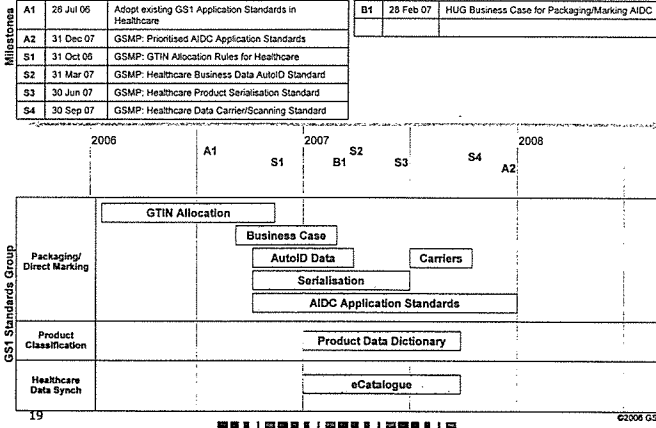 Milestones
A1 28 Jul 06 Adopt existing GS1 Application Standards in
Healthcare
A2 31 Dec 07 GSMP: Prioritised AIDC Application Standards
S1 31 Oct 06 GSMP: GTIN Allocation Rules for Healthcare
S2 31 Mar 07 GSMP: Healthcare Business Data AutoID Standard
S3 30 Jun 07 GSMP: Healthcare Product Serialisation Standard
S4 30 Sep 07 GSMP: Healthcare Data Carrier/Scanning Standard
B1 28 Feb 07 HUG Business Case for Packaging/Marking AIDC
2006 2007 2008
A1 S1 B1 S2 S3 S4 A2
GS1 Standards Group
Packaging/
Direct Marking
GTIN Allocation
Business Case
AutoID Data Carriers
Serialisation
AIDC Application Standards
Product
Classification
Product Data Dictionary
Healthcare
Data Synch
eCatalogue
19
©2006 GS